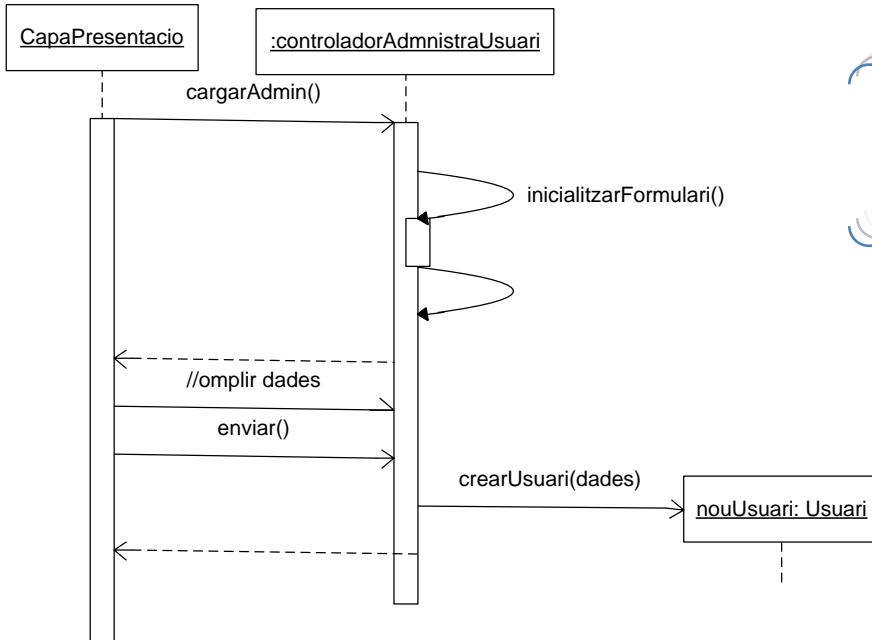 CapaPresentacio
:controladorAdmnistraUsuari
cargarAdmin()
inicialitzarFormulari()
//omplir dades
enviar()
crearUsuari(dades)
nouUsuari: Usuari